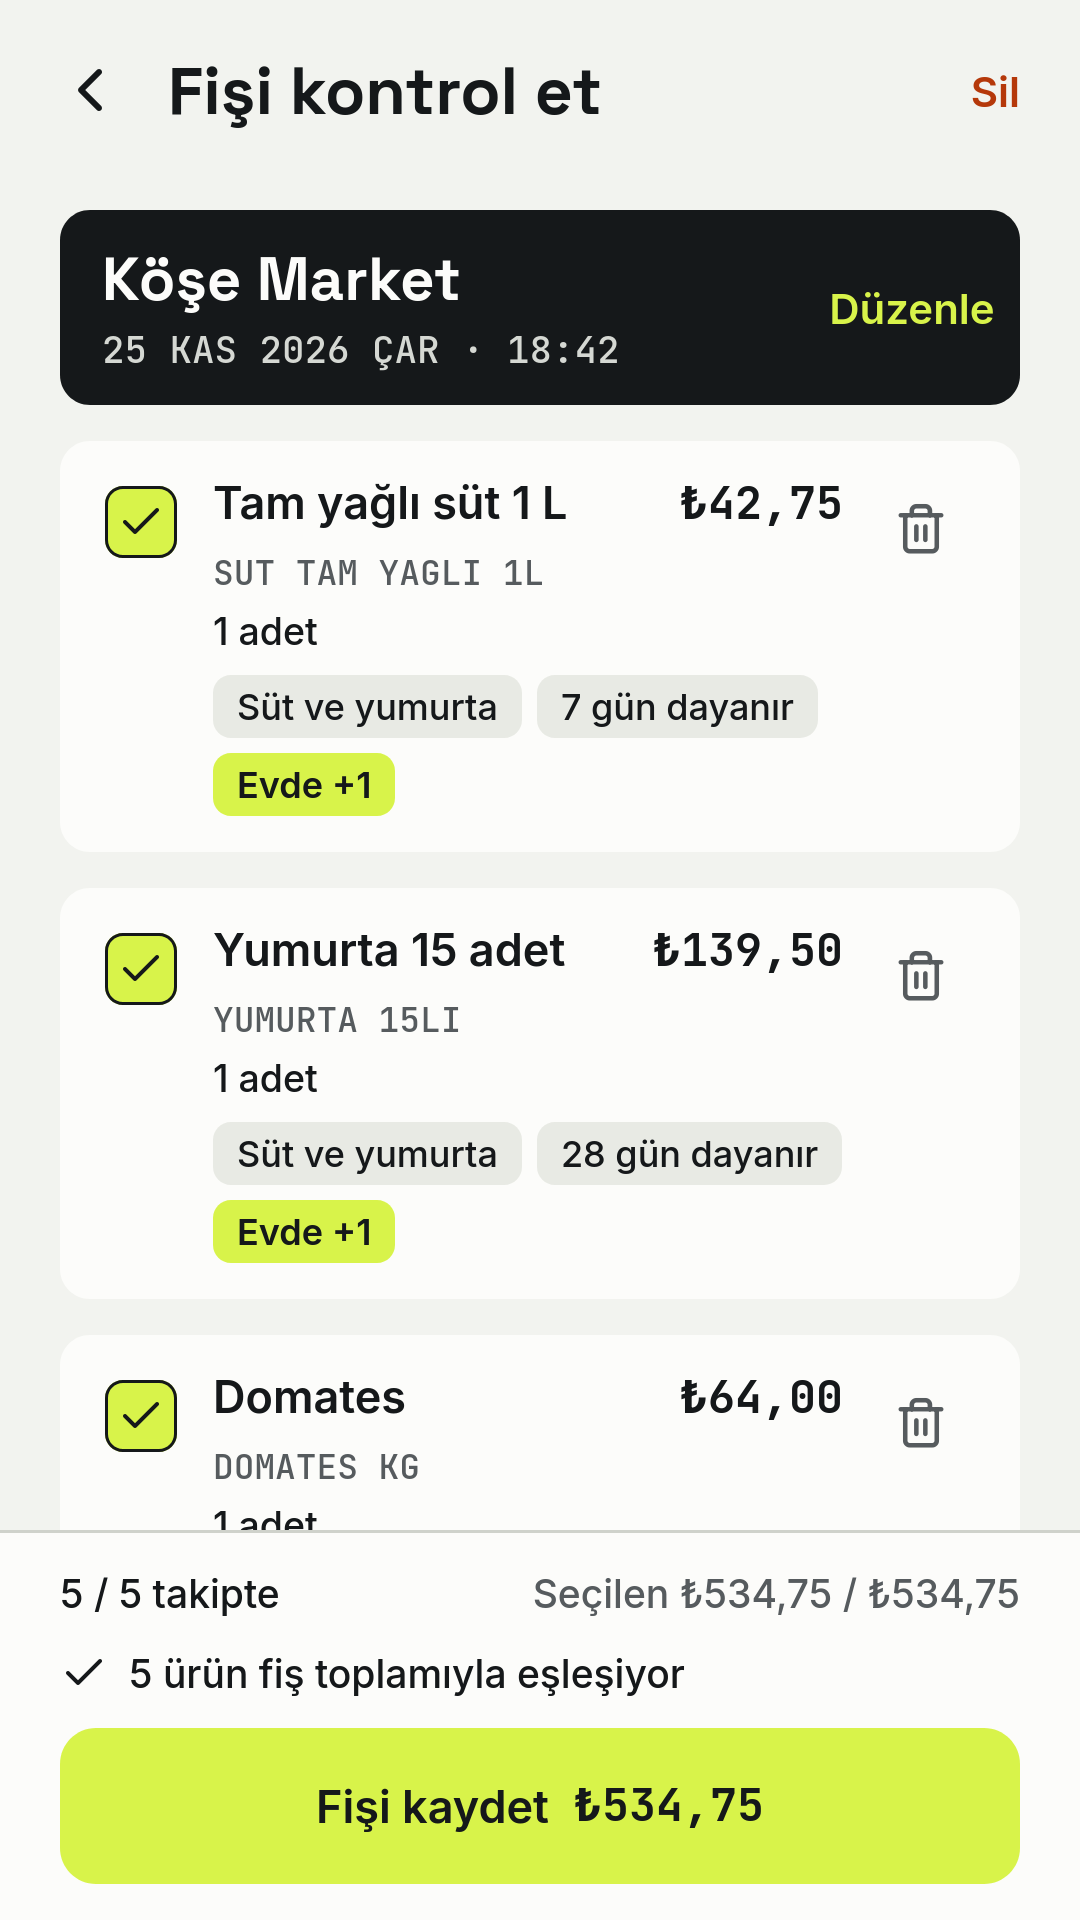 Fişi kontrol et
Sil
Köşe Market
25 KAS 2026 ÇAR · 18:42
Düzenle
Tam yağlı süt 1 L
₺42,75
SUT TAM YAGLI 1L
1 adet
Süt ve yumurta
7 gün dayanır
Evde +1
Yumurta 15 adet
₺139,50
YUMURTA 15LI
1 adet
Süt ve yumurta
28 gün dayanır
Evde +1
Domates
₺64,00
DOMATES KG
1 adet
5 / 5 takipte
Seçilen ₺534,75 / ₺534,75
5 ürün fiş toplamıyla eşleşiyor
Fişi kaydet ₺534,75